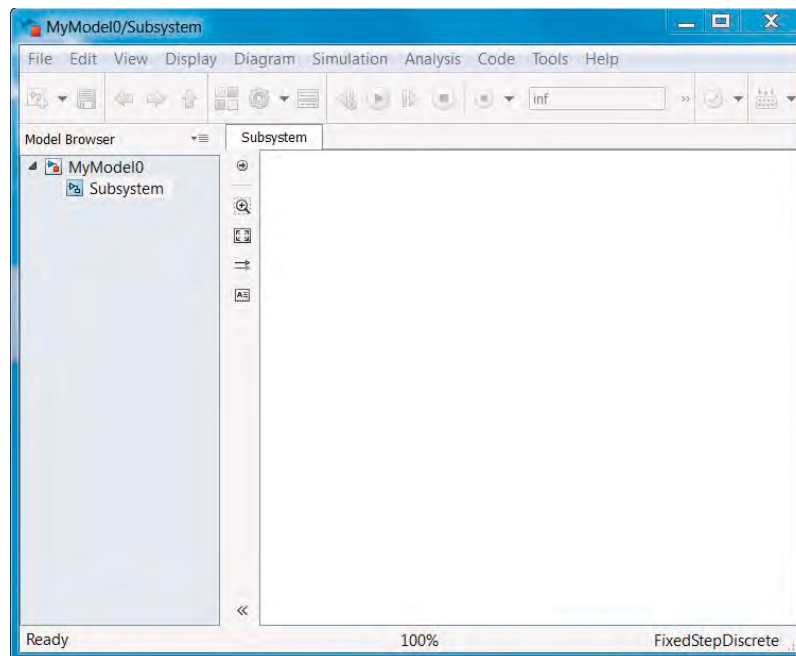 MyModel0/Subsystem
File Edit View Display Diagram Simulation Analysis Code Tools Help
inf
Model Browser
Subsystem
MyModel0
Subsystem
Ready 100% FixedStepDiscrete